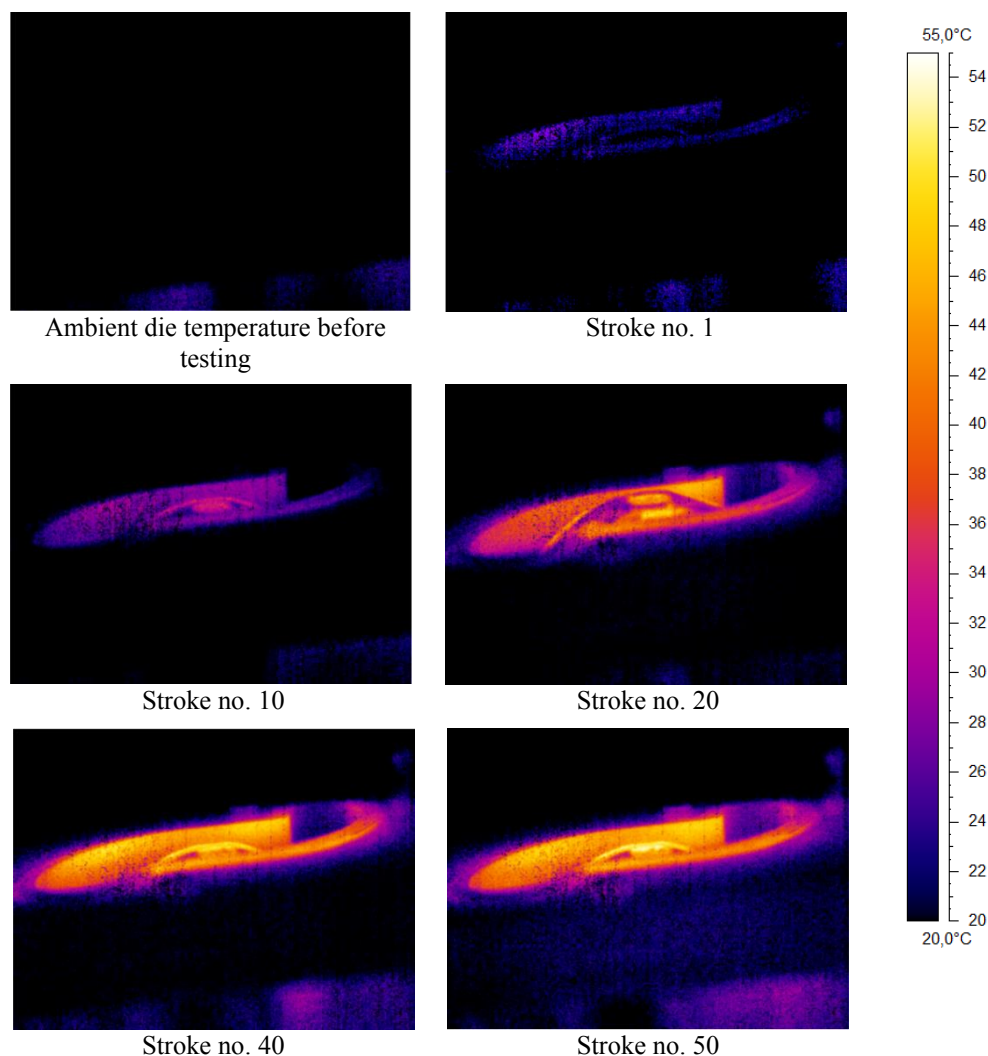 Ambient die temperature before
testing
Stroke no. 1
Stroke no. 10
Stroke no. 20
Stroke no. 40
Stroke no. 50
55,0°C
54
52
50
48
46
44
42
40
38
36
34
32
30
28
26
24
22
20
20,0°C